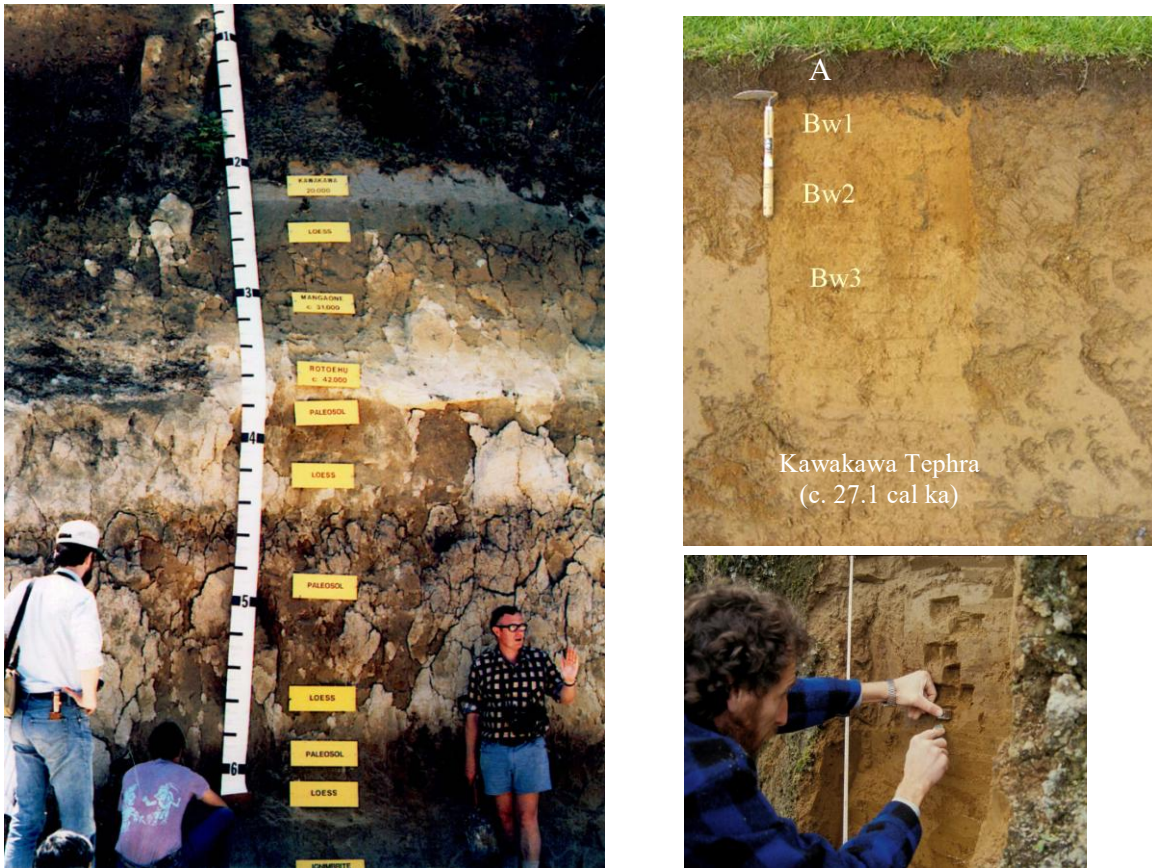 1
2
3
4
5
6
KAWAKAWA
20,000
LOESS
MANGAONE
c. 31,000
ROTOEHU
c. 42,000
PALEOSOL
LOESS
PALEOSOL
LOESS
PALEOSOL
LOESS
IGNIMBRITE
A
Bw1
Bw2
Bw3
Kawakawa Tephra
(c. 27.1 cal ka)